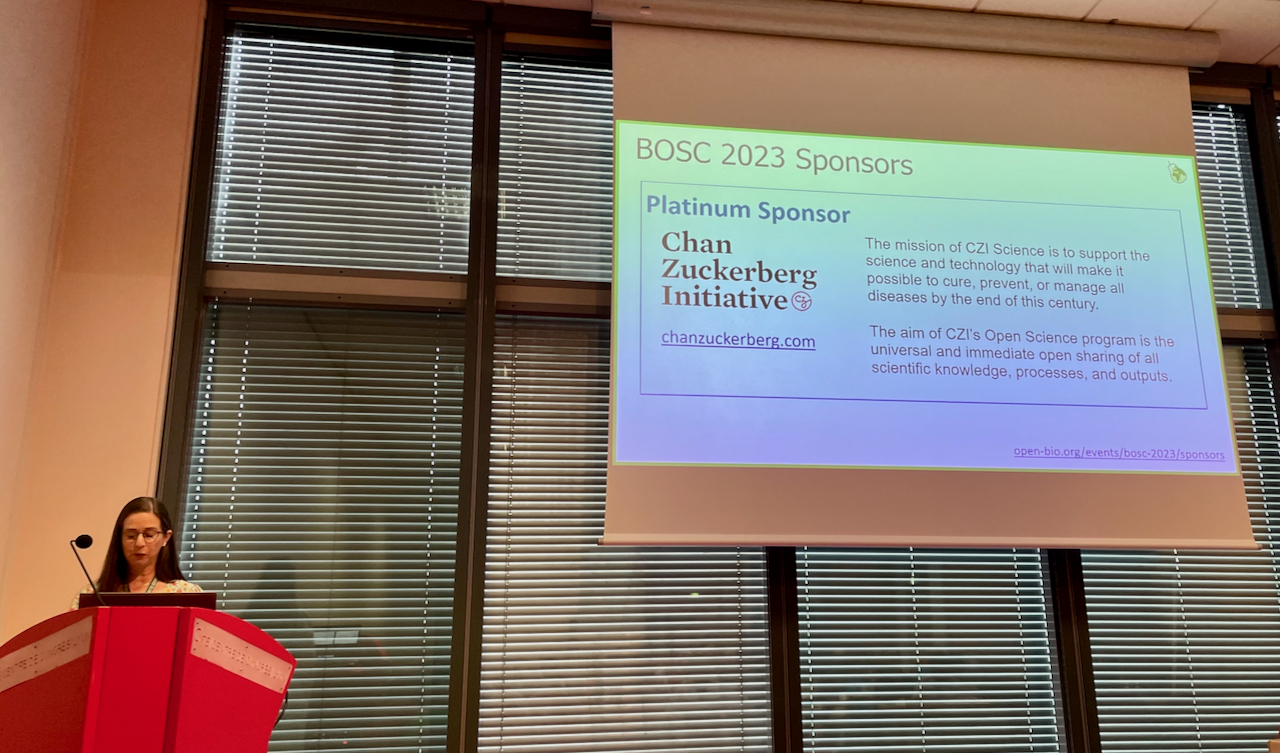 BOSC 2023 Sponsors
Platinum Sponsor
Chan
Zuckerberg
Initiative
chanzuckerberg.com
The mission of CZI Science is to support the
science and technology that will make it
possible to cure, prevent, or manage all
diseases by the end of this century.
The aim of CZI's Open Science program is the
universal and immediate open sharing of all
scientific knowledge, processes, and outputs.
open-bio.org/events/bosc-2023/sponsors